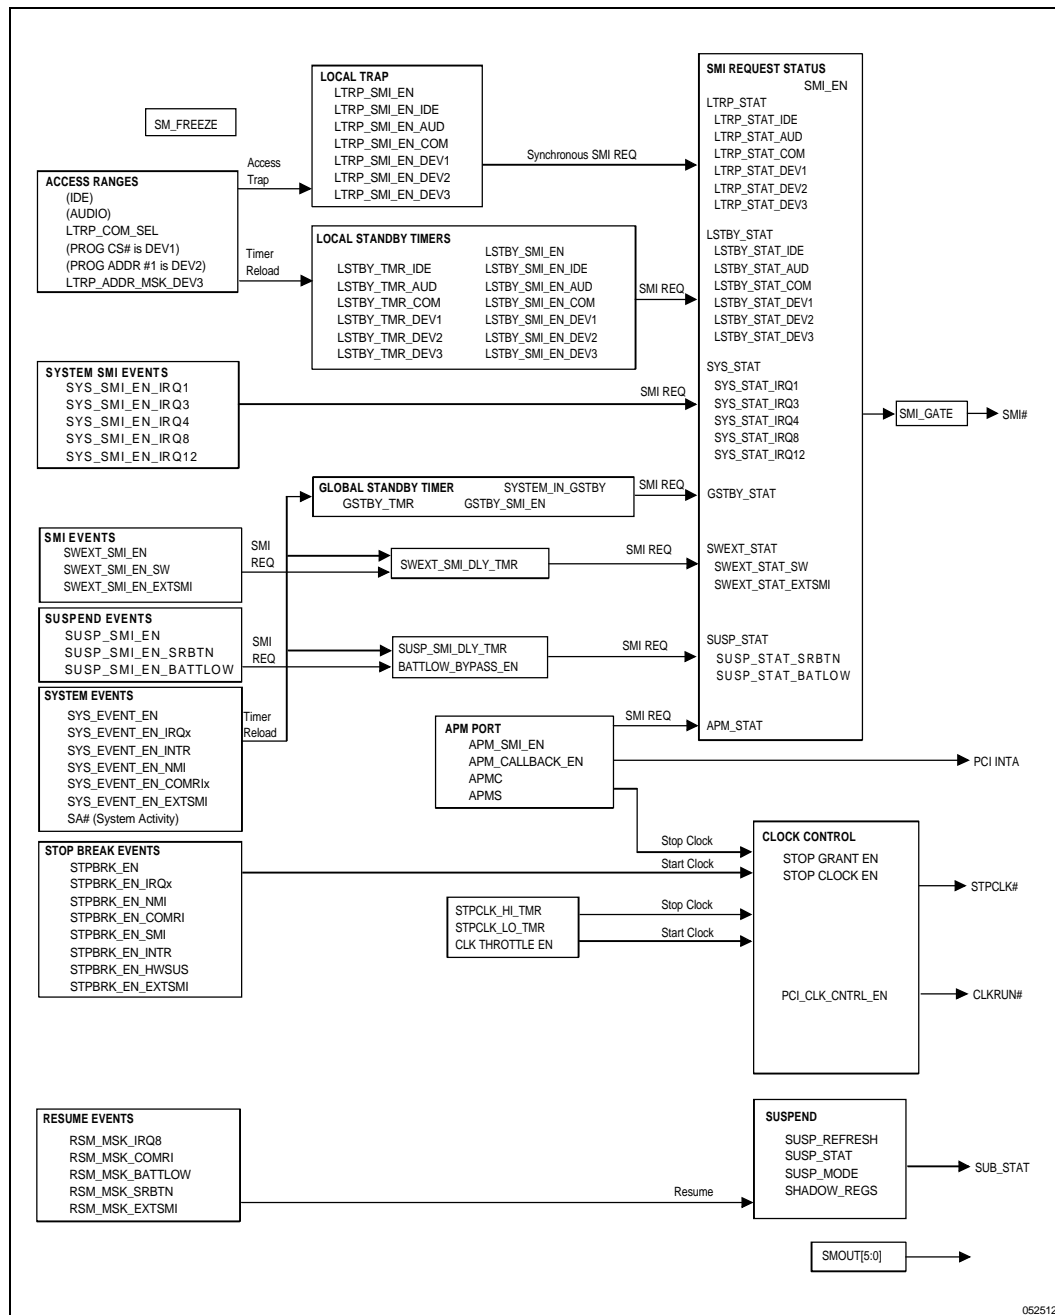 SM_FREEZE
ACCESS RANGES
(IDE)
(AUDIO)
LTRP_COM_SEL
(PROG CS# is DEV1)
(PROG ADDR #1 is DEV2)
LTRP_ADDR_MSK_DEV3
Access
Trap
Timer
Reload
LOCAL TRAP
LTRP_SMI_EN
LTRP_SMI_EN_IDE
LTRP_SMI_EN_AUD
LTRP_SMI_EN_COM
LTRP_SMI_EN_DEV1
LTRP_SMI_EN_DEV2
LTRP_SMI_EN_DEV3
Synchronous SMI REQ
LOCAL STANDBY TIMERS
LSTBY_TMR_IDE
LSTBY_TMR_AUD
LSTBY_TMR_COM
LSTBY_TMR_DEV1
LSTBY_TMR_DEV2
LSTBY_TMR_DEV3
LSTBY_SMI_EN
LSTBY_SMI_EN_IDE
LSTBY_SMI_EN_AUD
LSTBY_SMI_EN_COM
LSTBY_SMI_EN_DEV1
LSTBY_SMI_EN_DEV2
LSTBY_SMI_EN_DEV3
SMI REQ
SYSTEM SMI EVENTS
SYS_SMI_EN_IRQ1
SYS_SMI_EN_IRQ3
SYS_SMI_EN_IRQ4
SYS_SMI_EN_IRQ8
SYS_SMI_EN_IRQ12
SMI REQ
GLOBAL STANDBY TIMER SYSTEM_IN_GSTBY
GSTBY_TMR GSTBY_SMI_EN
SMI REQ
SMI EVENTS
SWEXT_SMI_EN
SWEXT_SMI_EN_SW
SWEXT_SMI_EN_EXTSMI
SMI
REQ
SWEXT_SMI_DLY_TMR
SMI REQ
SUSPEND EVENTS
SUSP_SMI_EN
SUSP_SMI_EN_SRBTN
SUSP_SMI_EN_BATTLOW
SMI
REQ
SUSP_SMI_DLY_TMR
BATTLOW_BYPASS_EN
SMI REQ
SYSTEM EVENTS
SYS_EVENT_EN
SYS_EVENT_EN_IRQx
SYS_EVENT_EN_INTR
SYS_EVENT_EN_NMI
SYS_EVENT_EN_COMRIx
SYS_EVENT_EN_EXTSMI
SA# (System Activity)
Timer
Reload
SMI REQUEST STATUS
SMI_EN
LTRP_STAT
LTRP_STAT_IDE
LTRP_STAT_AUD
LTRP_STAT_COM
LTRP_STAT_DEV1
LTRP_STAT_DEV2
LTRP_STAT_DEV3
LSTBY_STAT
LSTBY_STAT_IDE
LSTBY_STAT_AUD
LSTBY_STAT_COM
LSTBY_STAT_DEV1
LSTBY_STAT_DEV2
LSTBY_STAT_DEV3
SYS_STAT
SYS_STAT_IRQ1
SYS_STAT_IRQ3
SYS_STAT_IRQ4
SYS_STAT_IRQ8
SYS_STAT_IRQ12
GSTBY_STAT
SWEXT_STAT
SWEXT_STAT_SW
SWEXT_STAT_EXTSMI
SUSP_STAT
SUSP_STAT_SRBTN
SUSP_STAT_BATLOW
APM_STAT
SMI_GATE
SMI#
APM PORT
APM_SMI_EN
APM_CALLBACK_EN
APMC
APMS
SMI REQ
PCI INTA
STOP BREAK EVENTS
STPBRK_EN
STPBRK_EN_IRQx
STPBRK_EN_NMI
STPBRK_EN_COMRI
STPBRK_EN_SMI
STPBRK_EN_INTR
STPBRK_EN_HWSUS
STPBRK_EN_EXTSMI
Stop Clock
Start Clock
STPCLK_HI_TMR
STPCLK_LO_TMR
CLK THROTTLE EN
Stop Clock
Start Clock
CLOCK CONTROL
STOP GRANT EN
STOP CLOCK EN
PCI_CLK_CNTRL_EN
STPCLK#
CLKRUN#
RESUME EVENTS
RSM_MSK_IRQ8
RSM_MSK_COMRI
RSM_MSK_BATTLOW
RSM_MSK_SRBTN
RSM_MSK_EXTSMI
Resume
SUSPEND
SUSP_REFRESH
SUSP_STAT
SUSP_MODE
SHADOW_REGS
SUB_STAT
SMOUT[5:0]
052512